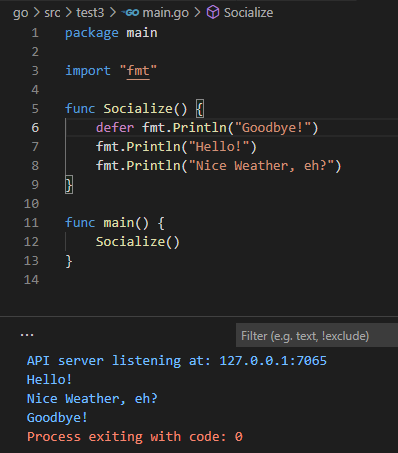 go > src > test3 > main.go > Socialize
1 package main
2
3 import "fmt"
4
5 func Socialize() {
6 defer fmt.Println("Goodbye!")
7 fmt.Println("Hello!")
8 fmt.Println("Nice Weather, eh?")
9 }
10
11 func main() {
12 Socialize()
13 }
14
... Filter (e.g. text, !exclude)
API server listening at: 127.0.0.1:7065
Hello!
Nice Weather, eh?
Goodbye!
Process exiting with code: 0